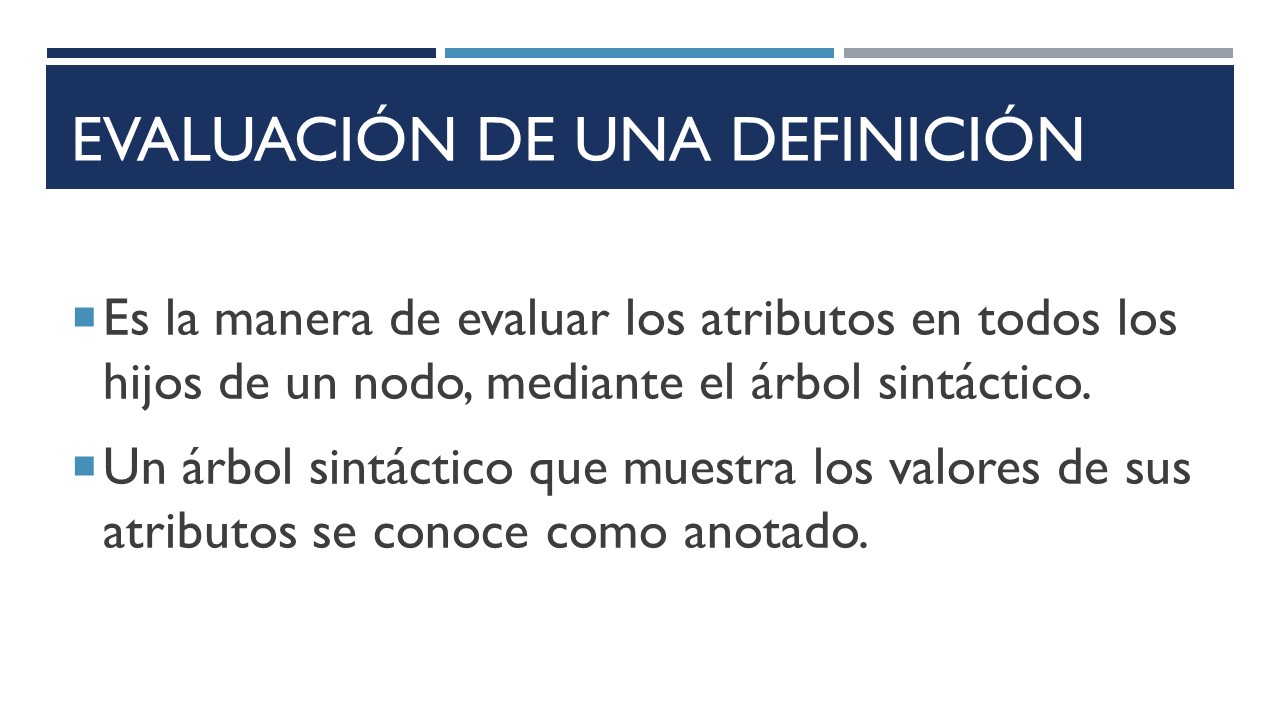 EVALUACIÓN DE UNA DEFINICIÓN
Es la manera de evaluar los atributos en todos los
hijos de un nodo, mediante el árbol sintáctico.
Un árbol sintáctico que muestra los valores de sus
atributos se conoce como anotado.